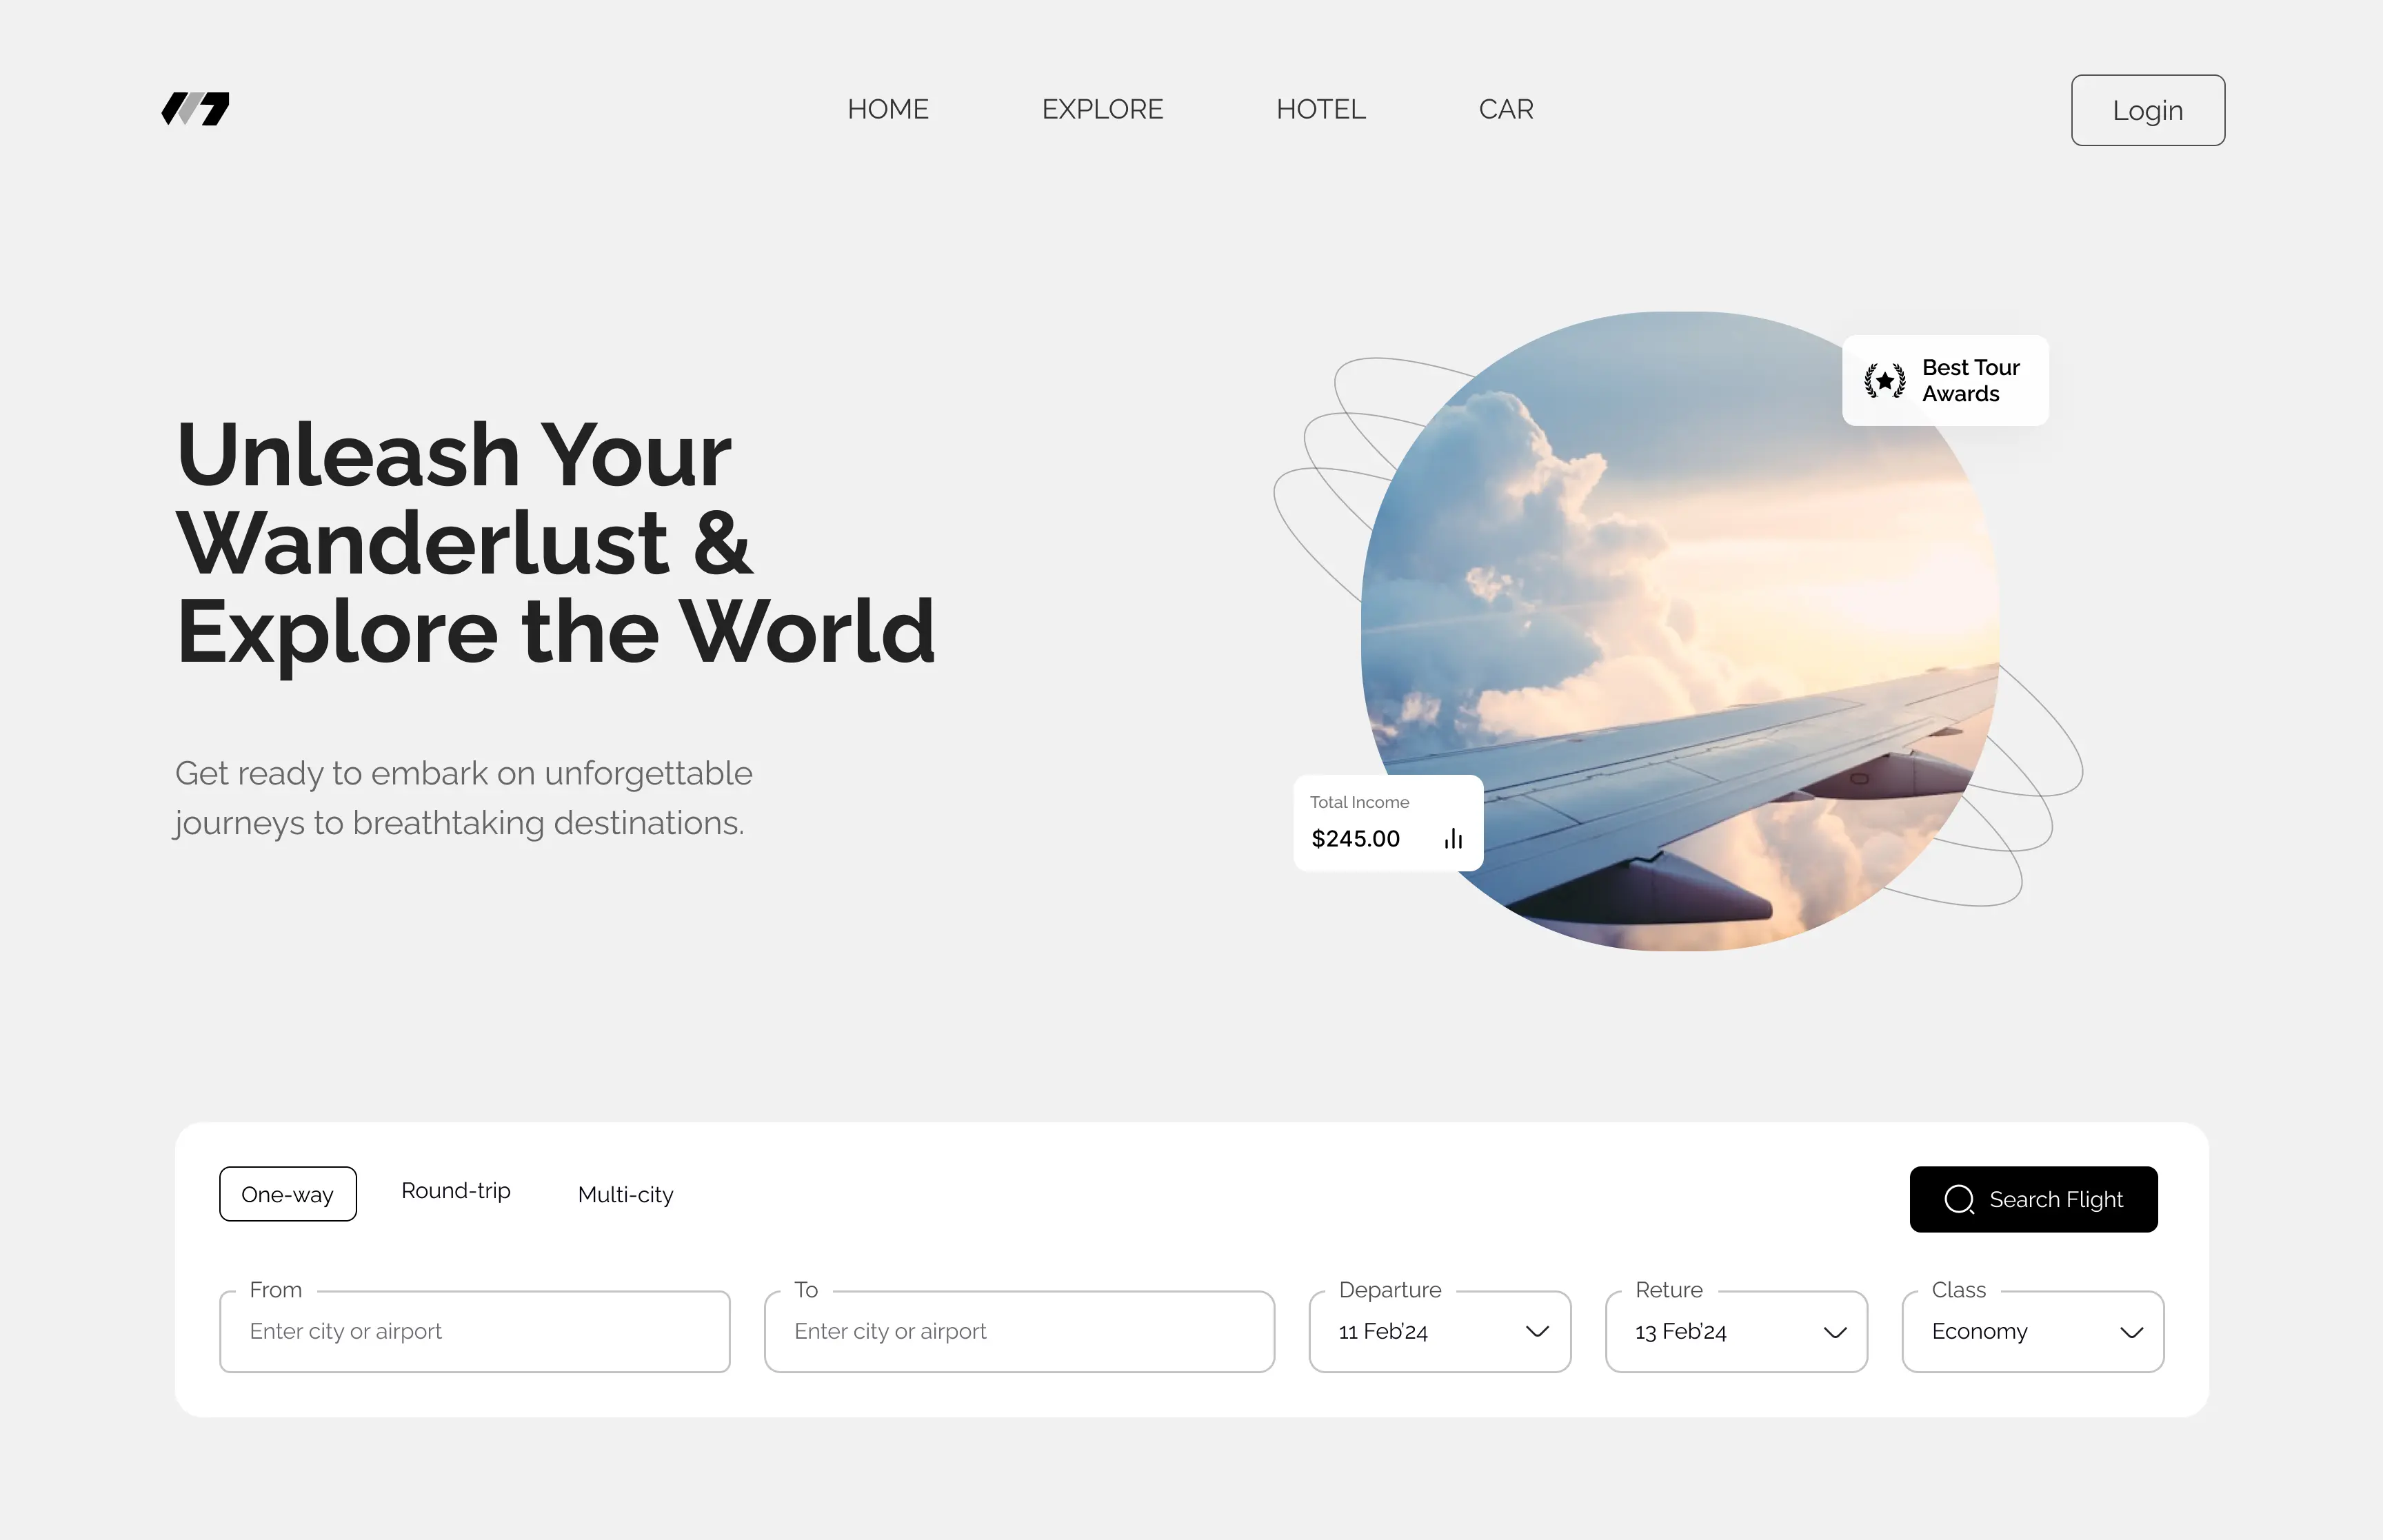 HOME
EXPLORE
HOTEL
CAR
Login
Unleash Your
Wanderlust &
Explore the World
Get ready to embark on unforgettable
journeys to breathtaking destinations.
Best Tour
Awards
Total Income
$245.00
One-way
Round-trip
Multi-city
Search Flight
From
Enter city or airport
To
Enter city or airport
Departure
11 Feb’24
Reture
13 Feb’24
Class
Economy